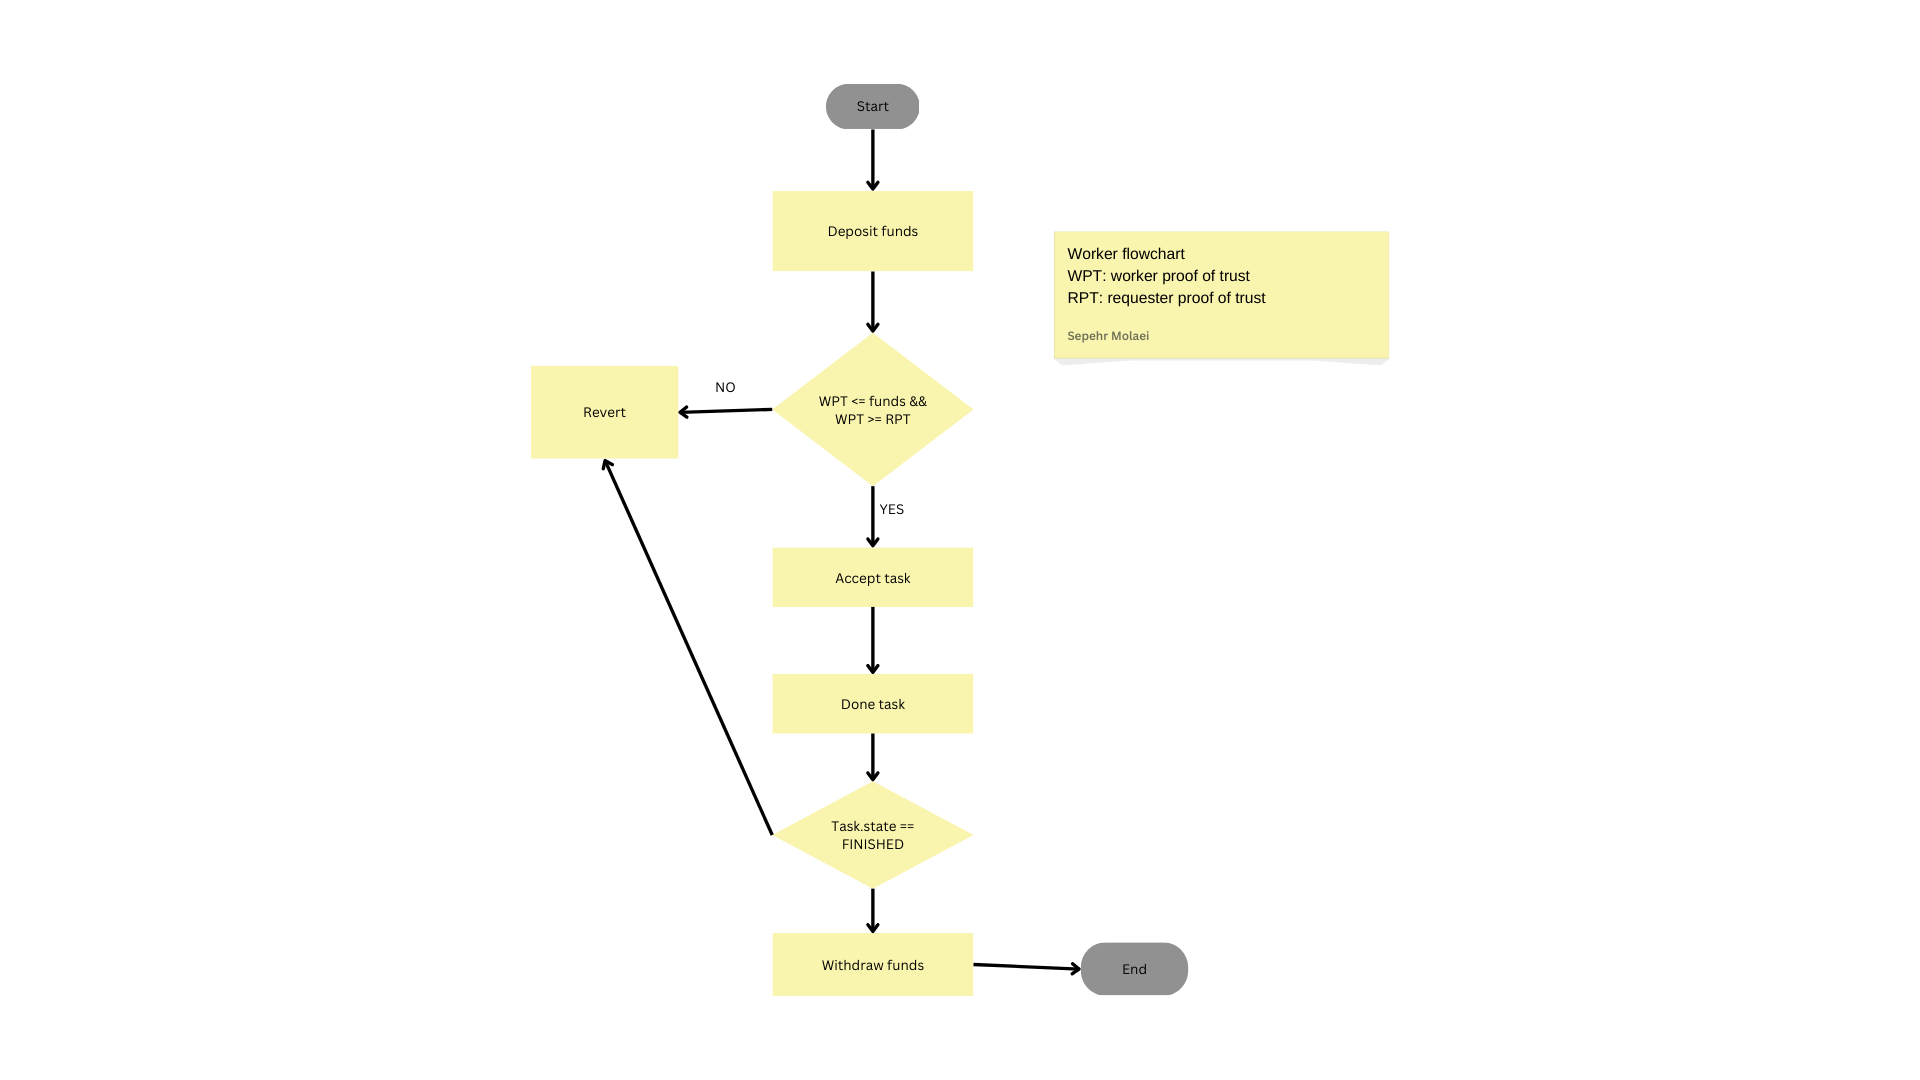 Start
Deposit funds
Worker flowchart
WPT: worker proof of trust
RPT: requester proof of trust
Sepehr Molaei
NO
WPT <= funds &&
WPT >= RPT
Revert
YES
Accept task
Done task
Task.state ==
FINISHED
Withdraw funds
End